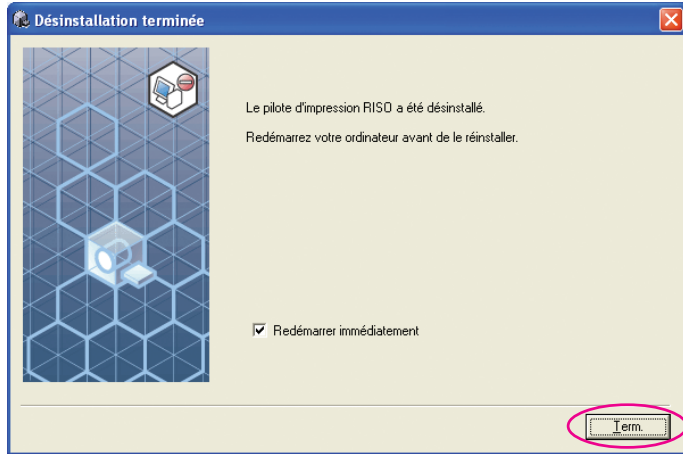 Désinstallation terminée
Le pilote d'impression RISO a été désinstallé.
Redémarrez votre ordinateur avant de le réinstaller.
Redémarrer immédiatement
Term.